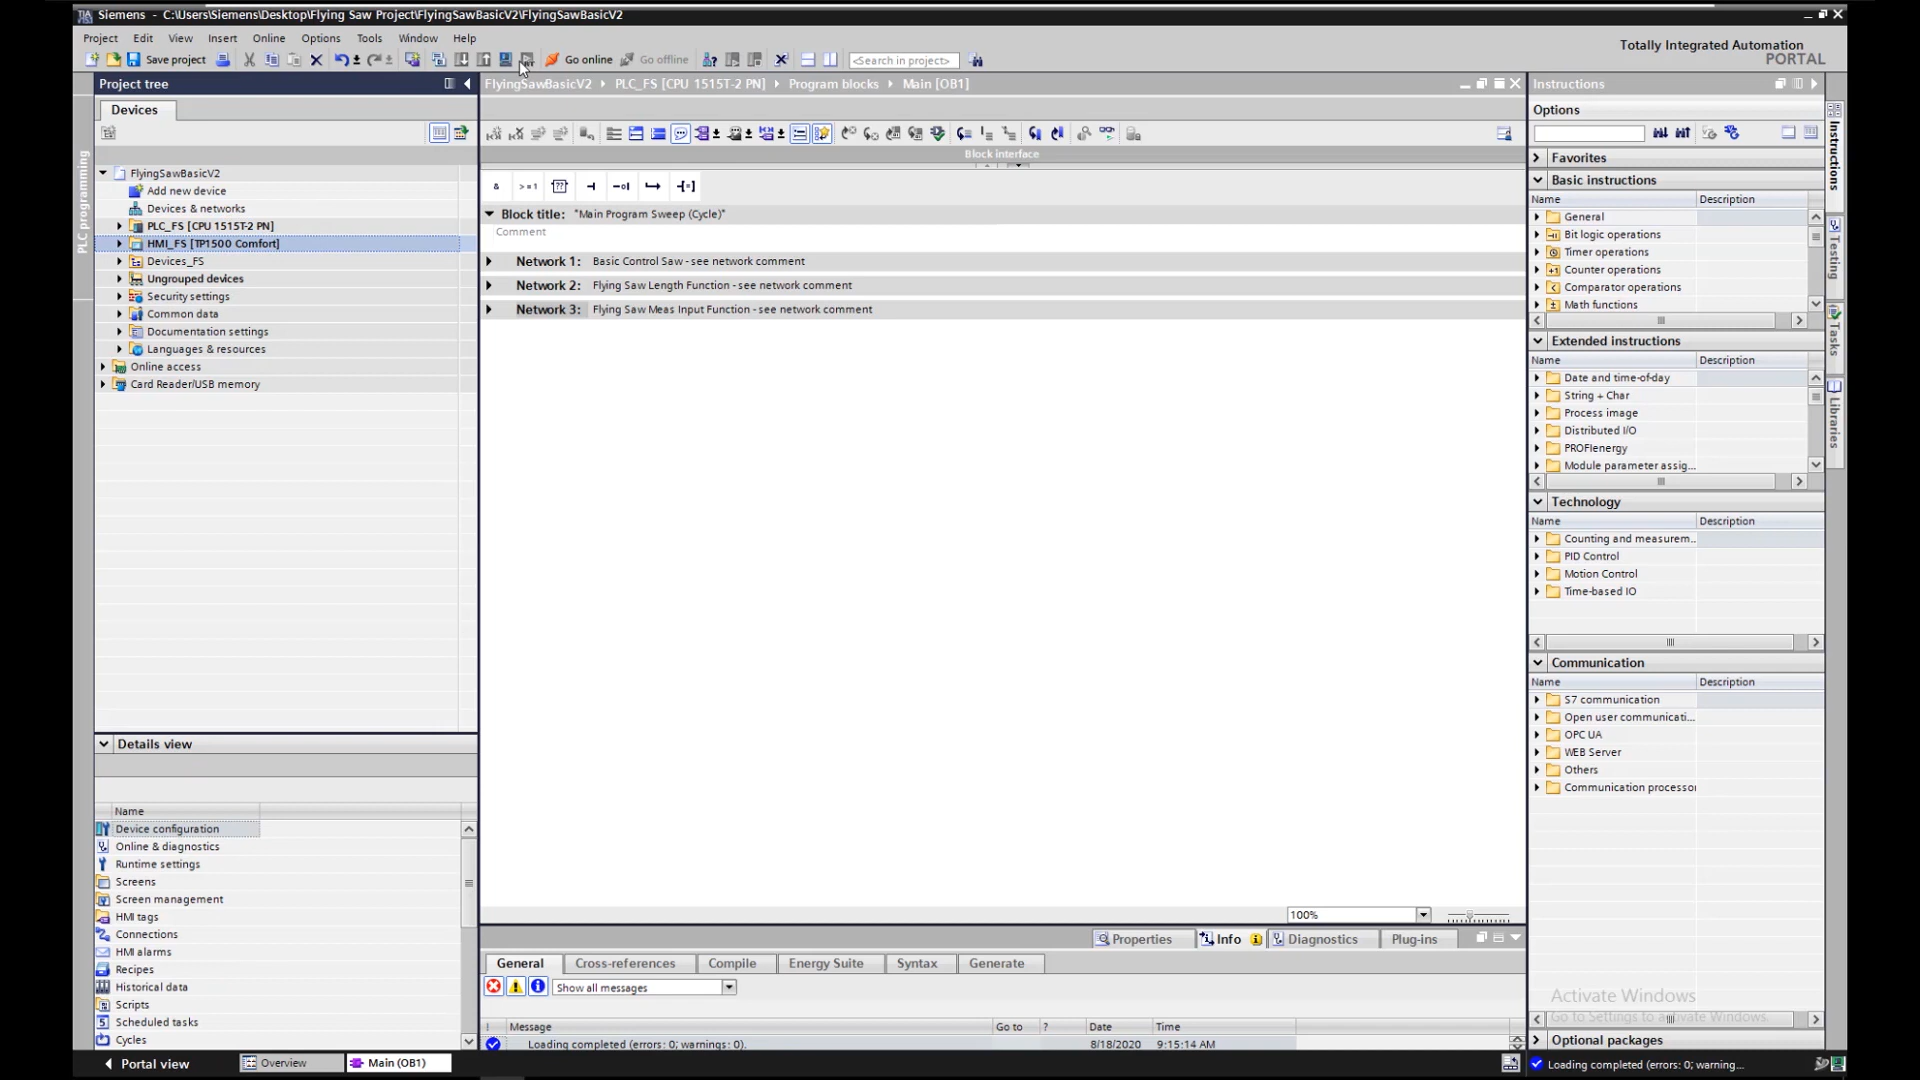 Siemens - C:\Users\Siemens\Desktop\Flying Saw Project\FlyingSawBasicV2\FlyingSawBasicV2
Project Edit View Insert Online Options Tools Window Help
Totally Integrated Automation
PORTAL
Save project
Go online
Go offline
<Search in project>
Project tree
Devices
FlyingSawBasicV2
Add new device
Devices & networks
PLC_FS [CPU 1515T-2 PN]
HMI_FS [TP1500 Comfort]
Devices_FS
Ungrouped devices
Security settings
Common data
Documentation settings
Languages & resources
Online access
Card Reader/USB memory
PLC programming
Details view
Name
Device configuration
Online & diagnostics
Runtime settings
Screens
Screen management
HMI tags
Connections
HMI alarms
Recipes
Historical data
Scripts
Scheduled tasks
Cycles
FlyingSawBasicV2 PLC_FS [CPU 1515T-2 PN] Program blocks Main [OB1]
Block interface
& >=1 ??
Block title: "Main Program Sweep (Cycle)"
Comment
Network 1: Basic Control Saw - see network comment
Network 2: Flying Saw Length Function - see network comment
Network 3: Flying Saw Meas Input Function - see network comment
100%
Properties Info Diagnostics Plug-ins
General Cross-references Compile Energy Suite Syntax Generate
Show all messages
! Message Go to ? Date Time
Loading completed (errors: 0; warnings: 0). 8/18/2020 9:15:14 AM
Instructions
Options
Favorites
Basic instructions
Name Description
General
Bit logic operations
Timer operations
Counter operations
Comparator operations
Math functions
Extended instructions
Name Description
Date and time-of-day
String + Char
Process image
Distributed I/O
PROFIenergy
Module parameter assig...
Technology
Name Description
Counting and measurem..
PID Control
Motion Control
Time-based IO
Communication
Name Description
S7 communication
Open user communicati...
OPC UA
WEB Server
Others
Communication processor
Activate Windows
Go to Settings to activate Windows.
Optional packages
Instructions
Testing
Tasks
Libraries
Portal view
Overview
Main (OB1)
Loading completed (errors: 0; warning...